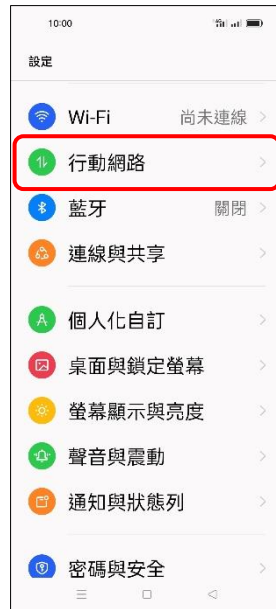 10:00
設定
Wi-Fi 尚未連線
行動網路
藍牙 關閉
連線與共享
個人化自訂
桌面與鎖定螢幕
螢幕顯示與亮度
聲音與震動
通知與狀態列
密碼與安全